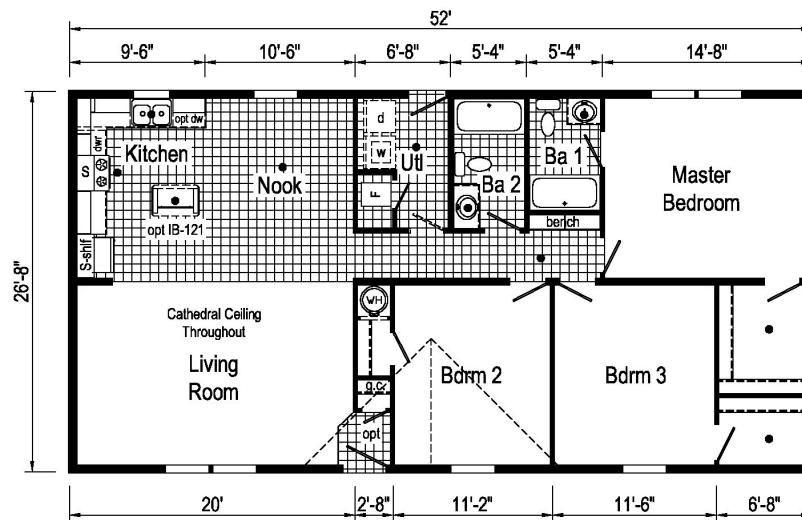 52'
9'-6"
10'-6"
6'-8"
5'-4"
5'-4"
14'-8"
26'-8"
opt dw
dwr
S
Kitchen
Nook
opt IB-121
S-shlf
d
w
Utl
F
Ba 2
Ba 1
bench
Master
Bedroom
Cathedral Ceiling
Throughout
Living
Room
WH
g.c.
opt
Bdrm 2
Bdrm 3
20'
2'-8"
11'-2"
11'-6"
6'-8"